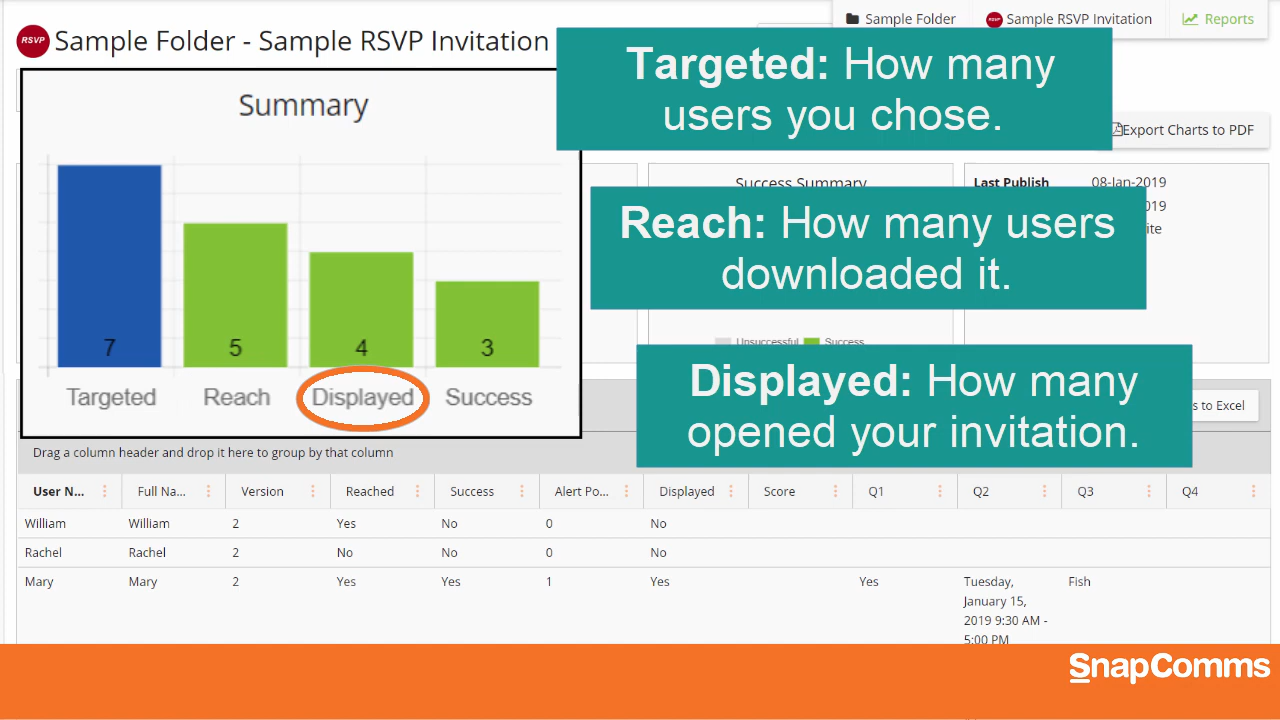 Sample Folder
RSVP
Sample RSVP Invitation
Reports
RSVP
Sample Folder - Sample RSVP Invitation
Targeted: How many
users you chose.
Summary
7
5
4
3
Targeted
Reach
Displayed
Success
Export Charts to PDF
Success Summary
Last Publish
08-Jan-2019
Reach: How many users
downloaded it.
Unsuccessful
Success
Displayed: How many
opened your invitation.
s to Excel
Drag a column header and drop it here to group by that column
User N... Full Na... Version Reached Success Alert Po... Displayed Score Q1 Q2 Q3 Q4
William William 2 Yes No 0 No
Rachel Rachel 2 No No 0 No
Mary Mary 2 Yes Yes 1 Yes Yes Tuesday, Fish
January 15,
2019 9:30 AM -
5:00 PM
SnapComms